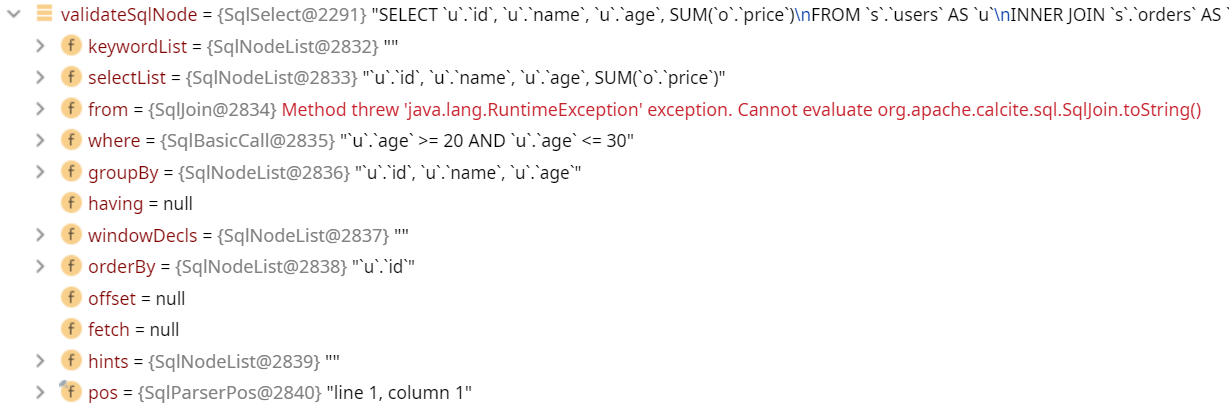 validateSqlNode = {SqlSelect@2291} "SELECT `u`.`id`, `u`.`name`, `u`.`age`, SUM(`o`.`price`)\nFROM `s`.`users` AS `u`\nINNER JOIN `s`.`orders` AS `
f keywordList = {SqlNodeList@2832} ""
f selectList = {SqlNodeList@2833} "`u`.`id`, `u`.`name`, `u`.`age`, SUM(`o`.`price`)"
f from = {SqlJoin@2834} Method threw 'java.lang.RuntimeException' exception. Cannot evaluate org.apache.calcite.sql.SqlJoin.toString()
f where = {SqlBasicCall@2835} "`u`.`age` >= 20 AND `u`.`age` <= 30"
f groupBy = {SqlNodeList@2836} "`u`.`id`, `u`.`name`, `u`.`age`"
f having = null
f windowDecls = {SqlNodeList@2837} ""
f orderBy = {SqlNodeList@2838} "`u`.`id`"
f offset = null
f fetch = null
f hints = {SqlNodeList@2839} ""
f pos = {SqlParserPos@2840} "line 1, column 1"